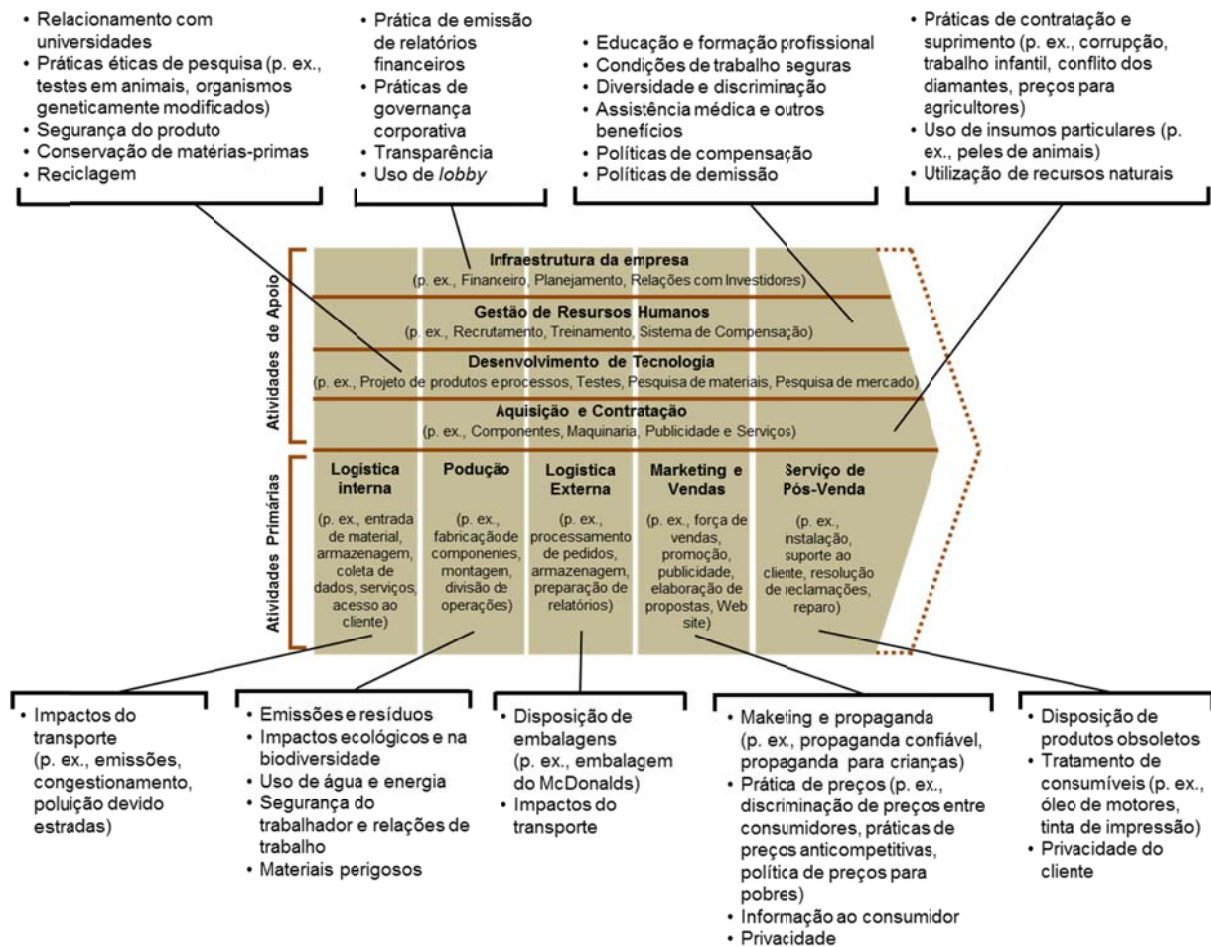 • Relacionamento com
universidades
• Práticas éticas de pesquisa (p. ex.,
testes em animais, organismos
geneticamente modificados)
• Segurança do produto
• Conservação de matérias-primas
• Reciclagem
• Prática de emissão
de relatórios
financeiros
• Práticas de
governança
corporativa
• Transparência
• Uso de lobby
• Educação e formação profissional
• Condições de trabalho seguras
• Diversidade e discriminação
• Assistência médica e outros
benefícios
• Políticas de compensação
• Políticas de demissão
• Práticas de contratação e
suprimento (p. ex., corrupção,
trabalho infantil, conflito dos
diamantes, preços para
agricultores)
• Uso de insumos particulares (p.
ex., peles de animais)
• Utilização de recursos naturais
Atividades de Apoio
Infraestrutura da empresa
(p. ex., Financeiro, Planejamento, Relações com Investidores)
Gestão de Recursos Humanos
(p. ex., Recrutamento, Treinamento, Sistema de Compensação)
Desenvolvimento de Tecnologia
(p. ex., Projeto de produtos e processos, Testes, Pesquisa de materiais, Pesquisa de mercado)
Aquisição e Contratação
(p. ex., Componentes, Maquinaria, Publicidade e Serviços)
Atividades Primárias
Logística
interna
(p. ex., entrada
de material,
armazenagem,
coleta de
dados, serviços,
acesso ao
cliente)
Podução
(p. ex.,
fabricação de
componentes,
montagem,
divisão de
operações)
Logística
Externa
(p. ex.,
processamento
de pedidos,
armazenagem,
preparação de
relatórios)
Marketing e
Vendas
(p. ex., força de
vendas,
promoção,
publicidade,
elaboração de
propostas, Web
site)
Serviço de
Pós-Venda
(p. ex.,
instalação,
suporte ao
cliente, resolução
de reclamações,
reparo)
• Impactos do
transporte
(p. ex., emissões,
congestionamento,
poluição devido
estradas)
• Emissões e resíduos
• Impactos ecológicos e na
biodiversidade
• Uso de água e energia
• Segurança do
trabalhador e relações de
trabalho
• Materiais perigosos
• Disposição de
embalagens
(p. ex., embalagem
do McDonalds)
• Impactos do
transporte
• Maketing e propaganda
(p. ex., propaganda confiável,
propaganda para crianças)
• Prática de preços (p. ex.,
discriminação de preços entre
consumidores, práticas de
preços anticompetitivas,
política de preços para
pobres)
• Informação ao consumidor
• Privacidade
• Disposição de
produtos obsoletos
• Tratamento de
consumíveis (p. ex.,
óleo de motores,
tinta de impressão)
• Privacidade do
cliente